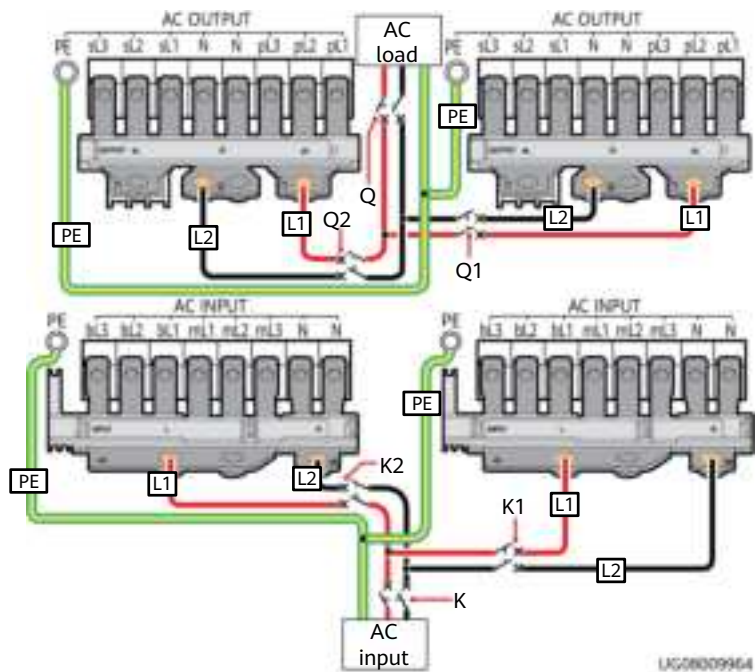 AC OUTPUT
PE sL3 sL2 sL1 N N pL3 pL2 pL1
AC
load
AC OUTPUT
PE sL3 sL2 sL1 N N pL3 pL2 pL1
PE
Q
PE
L2
L1
Q2
L2
L1
Q1
AC INPUT
PE bL3 bL2 bL1 mL1 mL2 mL3 N N
AC INPUT
PE bL3 bL2 bL1 mL1 mL2 mL3 N N
PE
PE
L1
L2
K2
K1
L1
L2
K
AC
input